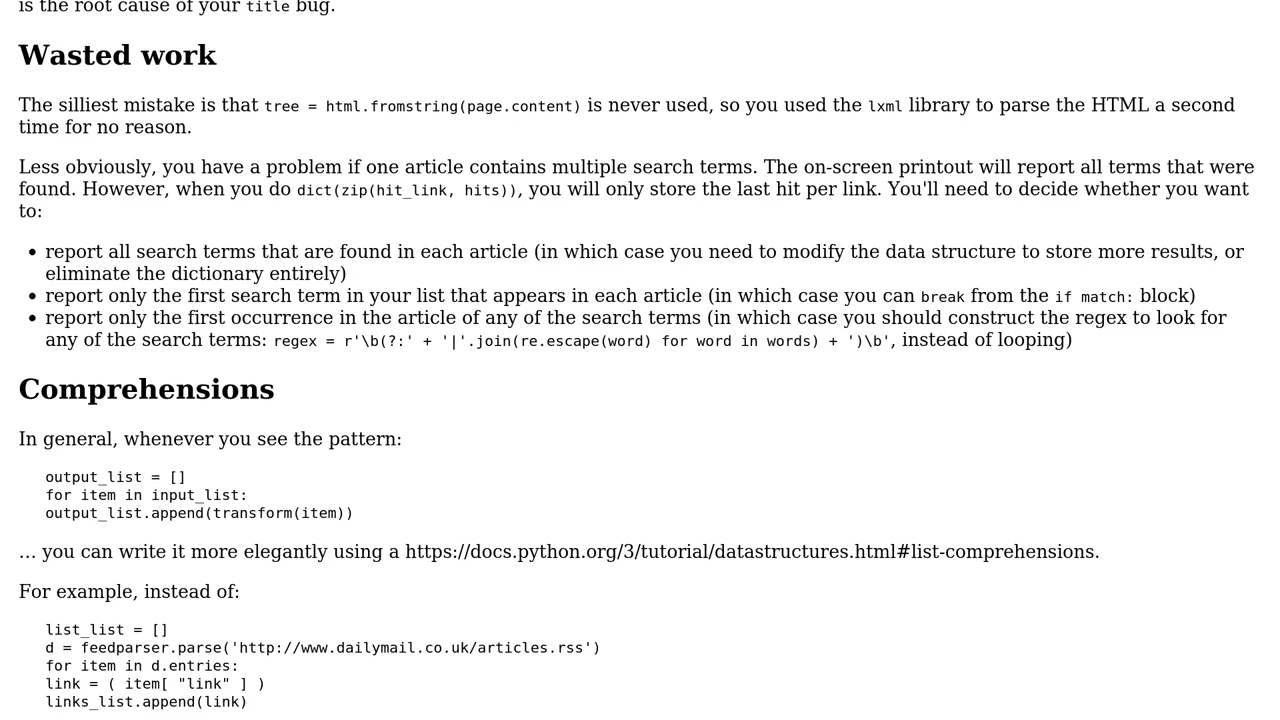 is the root cause of your title bug.
Wasted work
The silliest mistake is that tree = html.fromstring(page.content) is never used, so you used the lxml library to parse the HTML a second
time for no reason.
Less obviously, you have a problem if one article contains multiple search terms. The on-screen printout will report all terms that were
found. However, when you do dict(zip(hit_link, hits)), you will only store the last hit per link. You'll need to decide whether you want
to:
• report all search terms that are found in each article (in which case you need to modify the data structure to store more results, or
eliminate the dictionary entirely)
• report only the first search term in your list that appears in each article (in which case you can break from the if match: block)
• report only the first occurrence in the article of any of the search terms (in which case you should construct the regex to look for
any of the search terms: regex = r'\b(?:' + '|'.join(re.escape(word) for word in words) + ')\b', instead of looping)
Comprehensions
In general, whenever you see the pattern:
output_list = []
for item in input_list:
output_list.append(transform(item))
… you can write it more elegantly using a https://docs.python.org/3/tutorial/datastructures.html#list-comprehensions.
For example, instead of:
list_list = []
d = feedparser.parse('http://www.dailymail.co.uk/articles.rss')
for item in d.entries:
link = ( item[ "link" ] )
links_list.append(link)